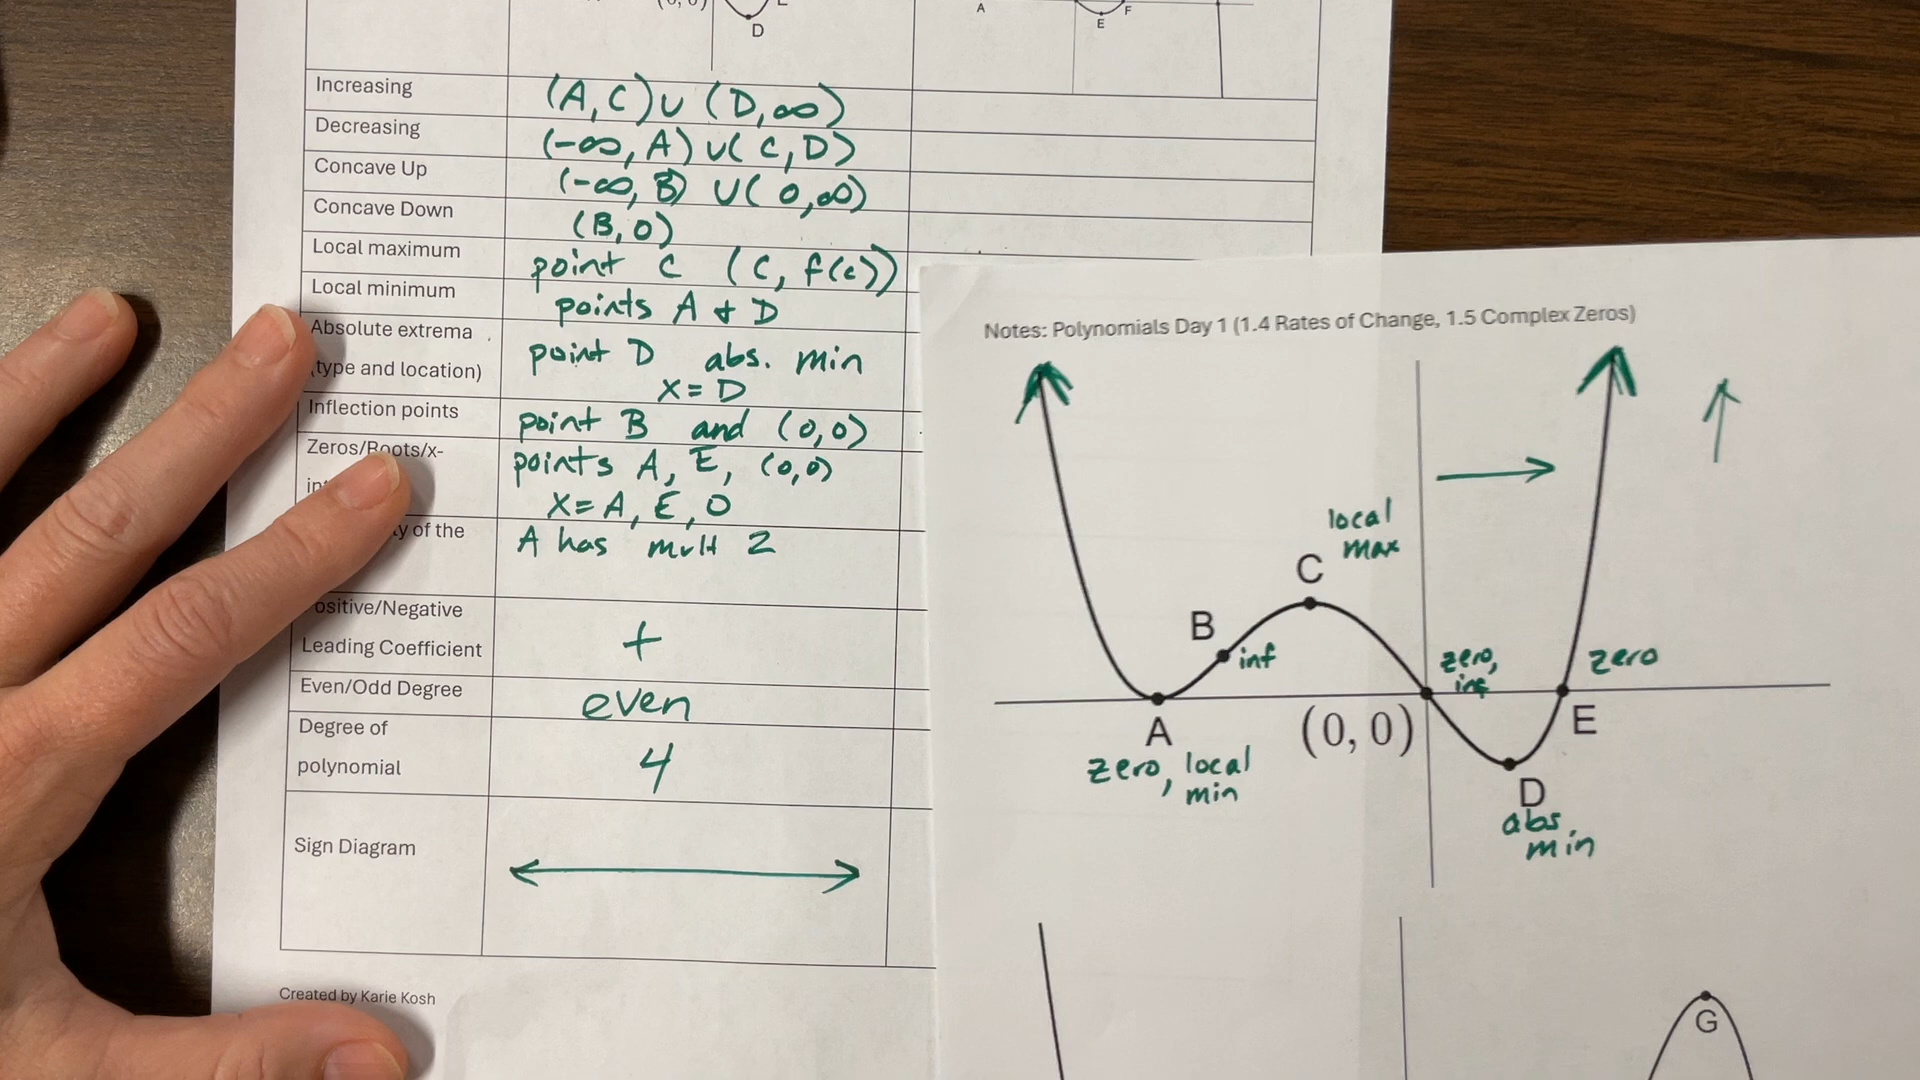 D
A
E
F
Increasing
(A,C)∪(D,∞)
Decreasing
(-∞,A)∪(C,D)
Concave Up
(-∞,B)∪(0,∞)
Concave Down
(B,0)
Local maximum
point C (C, f(c))
Local minimum
points A + D
Absolute extrema
(type and location)
point D abs. min
X=D
Inflection points
point B and (0,0)
Zeros/Roots/x-
points A, E, (0,0)
X=A, E, 0
of the
A has mult 2
Positive/Negative
Leading Coefficient
+
Even/Odd Degree
even
Degree of
polynomial
4
Sign Diagram
Created by Karie Kosh
Notes: Polynomials Day 1 (1.4 Rates of Change, 1.5 Complex Zeros)
local
max
C
B
inf
zero,
inf
zero
A
(0,0)
E
zero, local
min
D
abs.
min
G